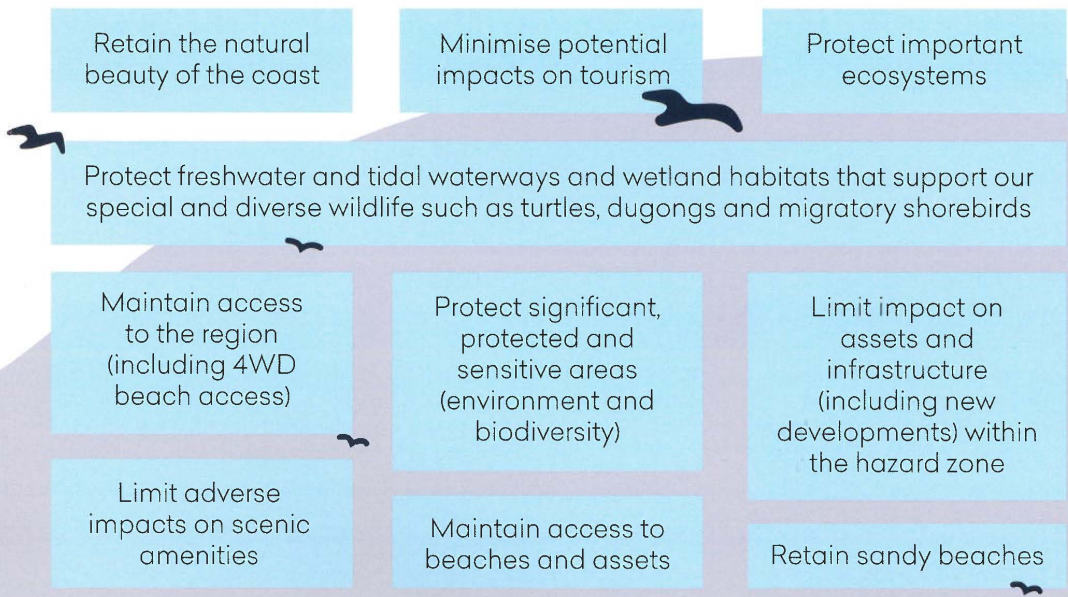 Retain the natural
beauty of the coast
Minimise potential
impacts on tourism
Protect important
ecosystems
Protect freshwater and tidal waterways and wetland habitats that support our
special and diverse wildlife such as turtles, dugongs and migratory shorebirds
Maintain access
to the region
(including 4WD
beach access)
Protect significant,
protected and
sensitive areas
(environment and
biodiversity)
Limit impact on
assets and
infrastructure
(including new
developments) within
the hazard zone
Limit adverse
impacts on scenic
amenities
Maintain access to
beaches and assets
Retain sandy beaches